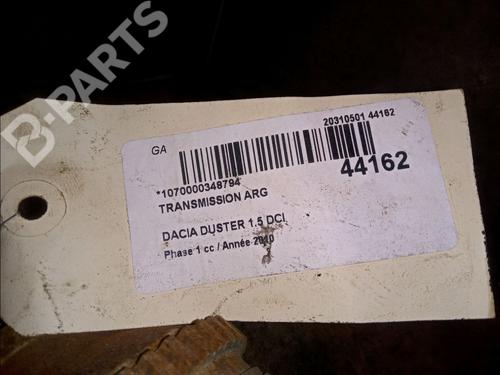 B-PARTS
GA
20310501 44162
*1070000348794
44162
TRANSMISSION ARG
DACIA DUSTER 1.5 DCI
Phase 1 cc / Année 2010